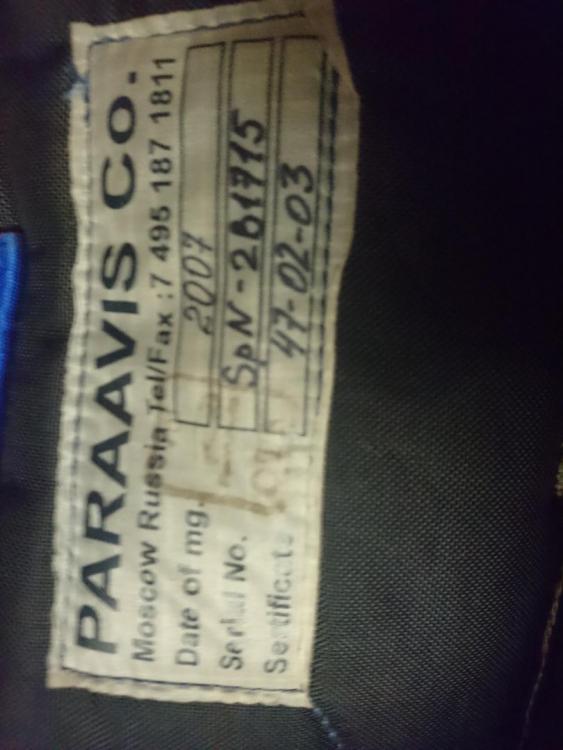 PARAAVIS CO.
Moscow Russia Tel/Fax :7 495 187 1811
Date of mg. 2007
Serial No. SpN-261715
Sertificate 47-02-03